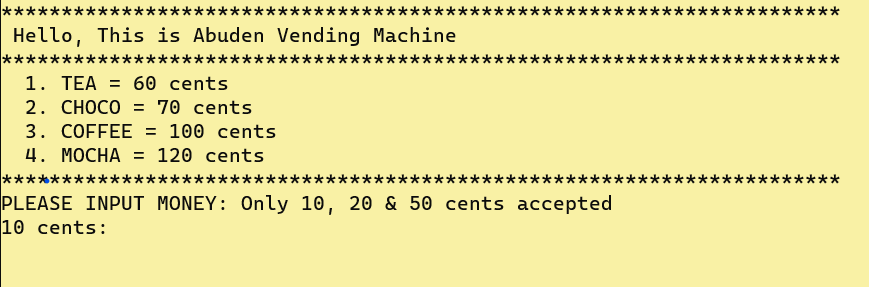 **********************************************************************
 Hello, This is Abuden Vending Machine
**********************************************************************
  1. TEA = 60 cents
  2. CHOCO = 70 cents
  3. COFFEE = 100 cents
  4. MOCHA = 120 cents
**********************************************************************
PLEASE INPUT MONEY: Only 10, 20 & 50 cents accepted
10 cents: